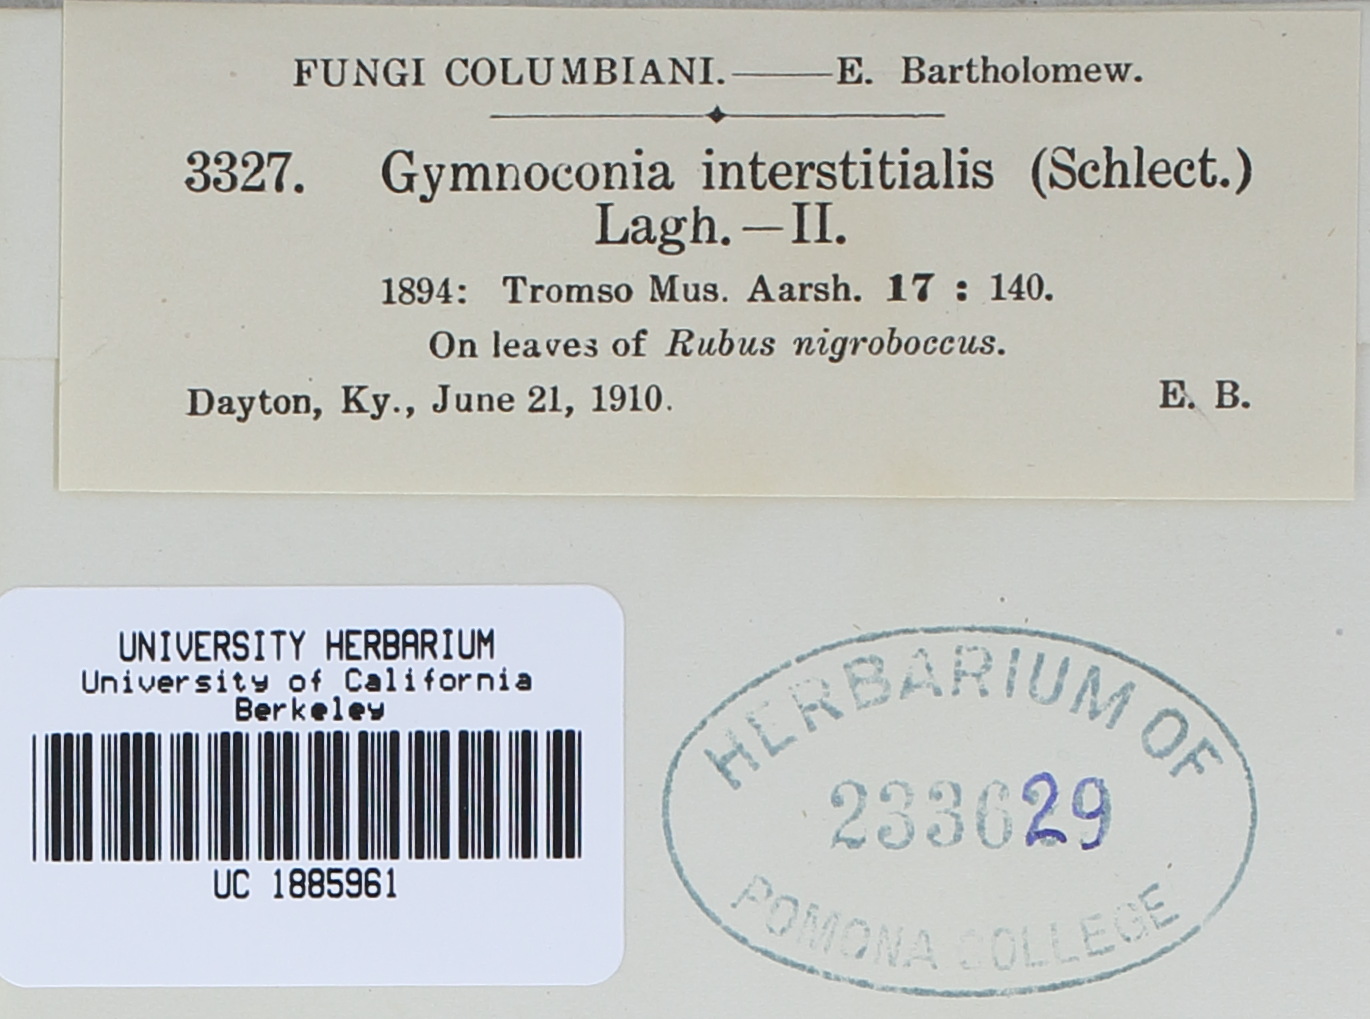 FUNGI COLUMBIANI.——E. Bartholomew.
3327. Gymnoconia interstitialis (Schlect.)
Lagh.—II.
1894: Tromso Mus. Aarsh. 17 : 140.
On leaves of Rubus nigroboccus.
Dayton, Ky., June 21, 1910. E. B.
UNIVERSITY HERBARIUM
University of California
Berkeley
UC 1885961
HERBARIUM OF
233629
POMONA COLLEGE